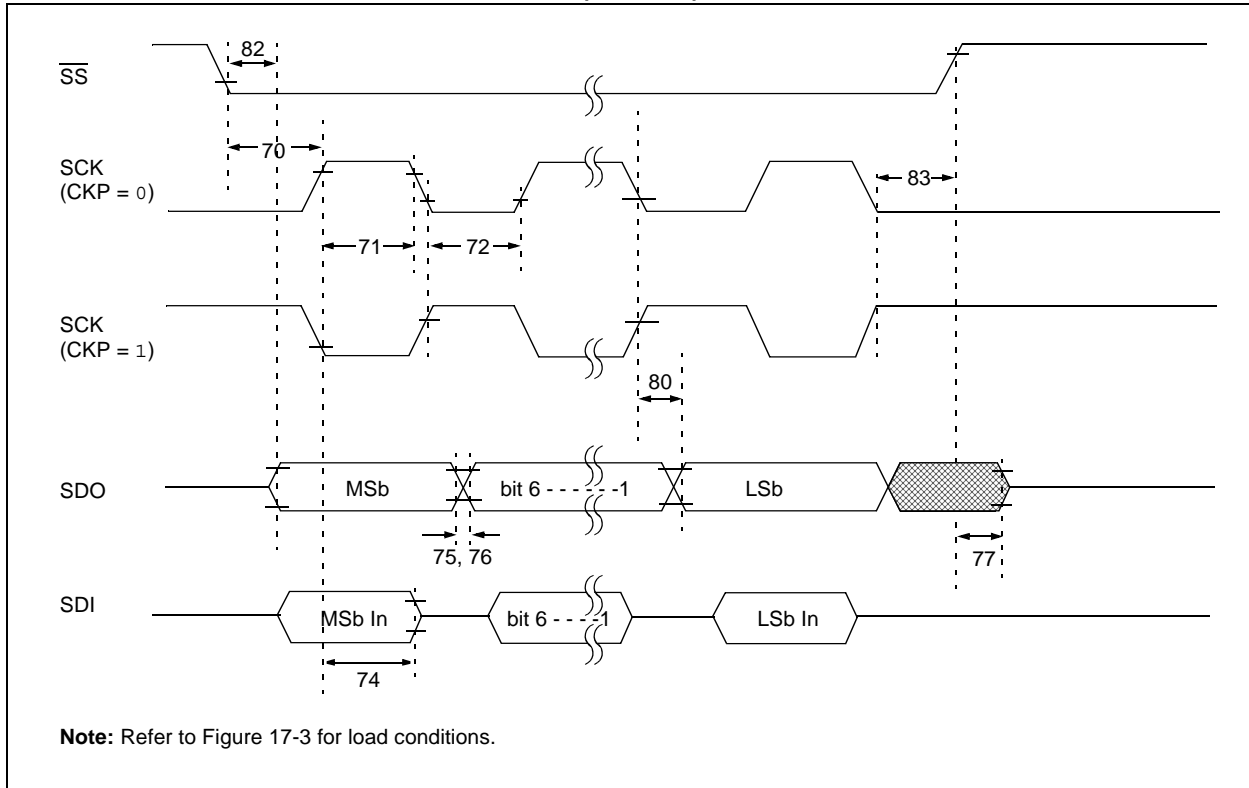 82
SS
70
SCK
(CKP = 0)
83
71
72
SCK
(CKP = 1)
80
SDO
MSb
bit 6 - - - - - -1
LSb
75, 76
77
SDI
MSb In
bit 6 - - - -1
LSb In
74
Note: Refer to Figure 17-3 for load conditions.